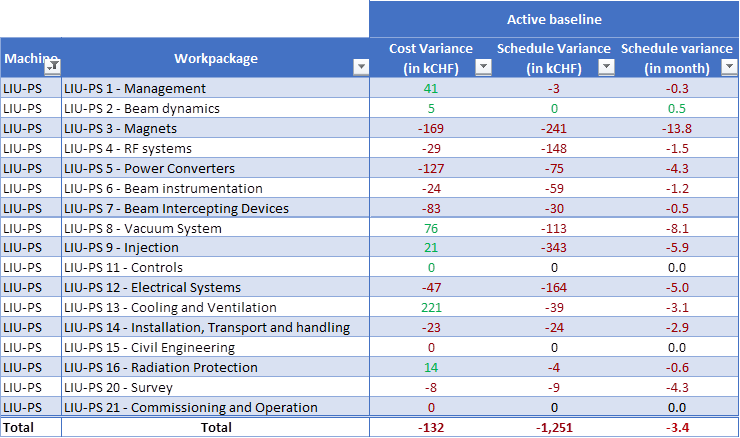 Active baseline
Machine Workpackage Cost Variance (in kCHF) Schedule Variance (in kCHF) Schedule variance (in month)
LIU-PS LIU-PS 1 - Management 41 -3 -0.3
LIU-PS LIU-PS 2 - Beam dynamics 5 0 0.5
LIU-PS LIU-PS 3 - Magnets -169 -241 -13.8
LIU-PS LIU-PS 4 - RF systems -29 -148 -1.5
LIU-PS LIU-PS 5 - Power Converters -127 -75 -4.3
LIU-PS LIU-PS 6 - Beam instrumentation -24 -59 -1.2
LIU-PS LIU-PS 7 - Beam Intercepting Devices -83 -30 -0.5
LIU-PS LIU-PS 8 - Vacuum System 76 -113 -8.1
LIU-PS LIU-PS 9 - Injection 21 -343 -5.9
LIU-PS LIU-PS 11 - Controls 0 0 0.0
LIU-PS LIU-PS 12 - Electrical Systems -47 -164 -5.0
LIU-PS LIU-PS 13 - Cooling and Ventilation 221 -39 -3.1
LIU-PS LIU-PS 14 - Installation, Transport and handling -23 -24 -2.9
LIU-PS LIU-PS 15 - Civil Engineering 0 0 0.0
LIU-PS LIU-PS 16 - Radiation Protection 14 -4 -0.6
LIU-PS LIU-PS 20 - Survey -8 -9 -4.3
LIU-PS LIU-PS 21 - Commissioning and Operation 0 0 0.0
Total Total -132 -1,251 -3.4